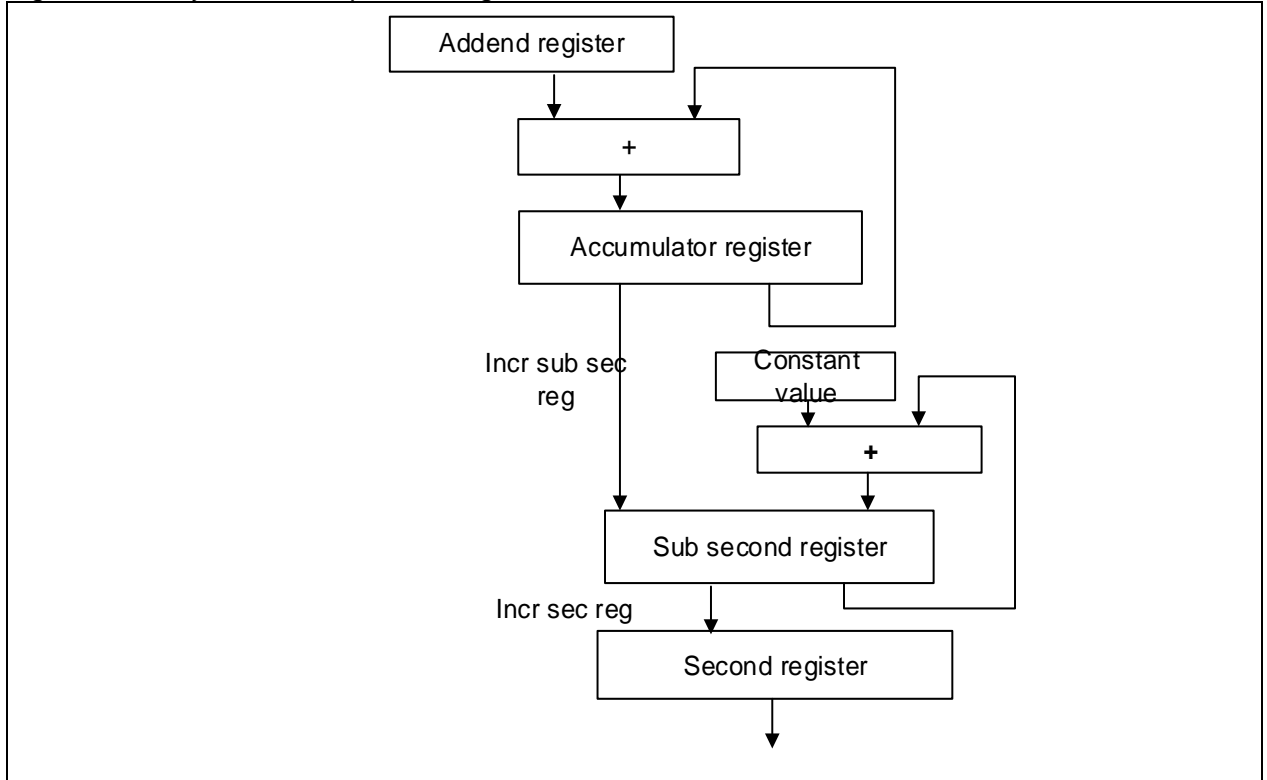 Addend register
+
Accumulator register
Incr sub sec
reg
Constant
value
+
Sub second register
Incr sec reg
Second register